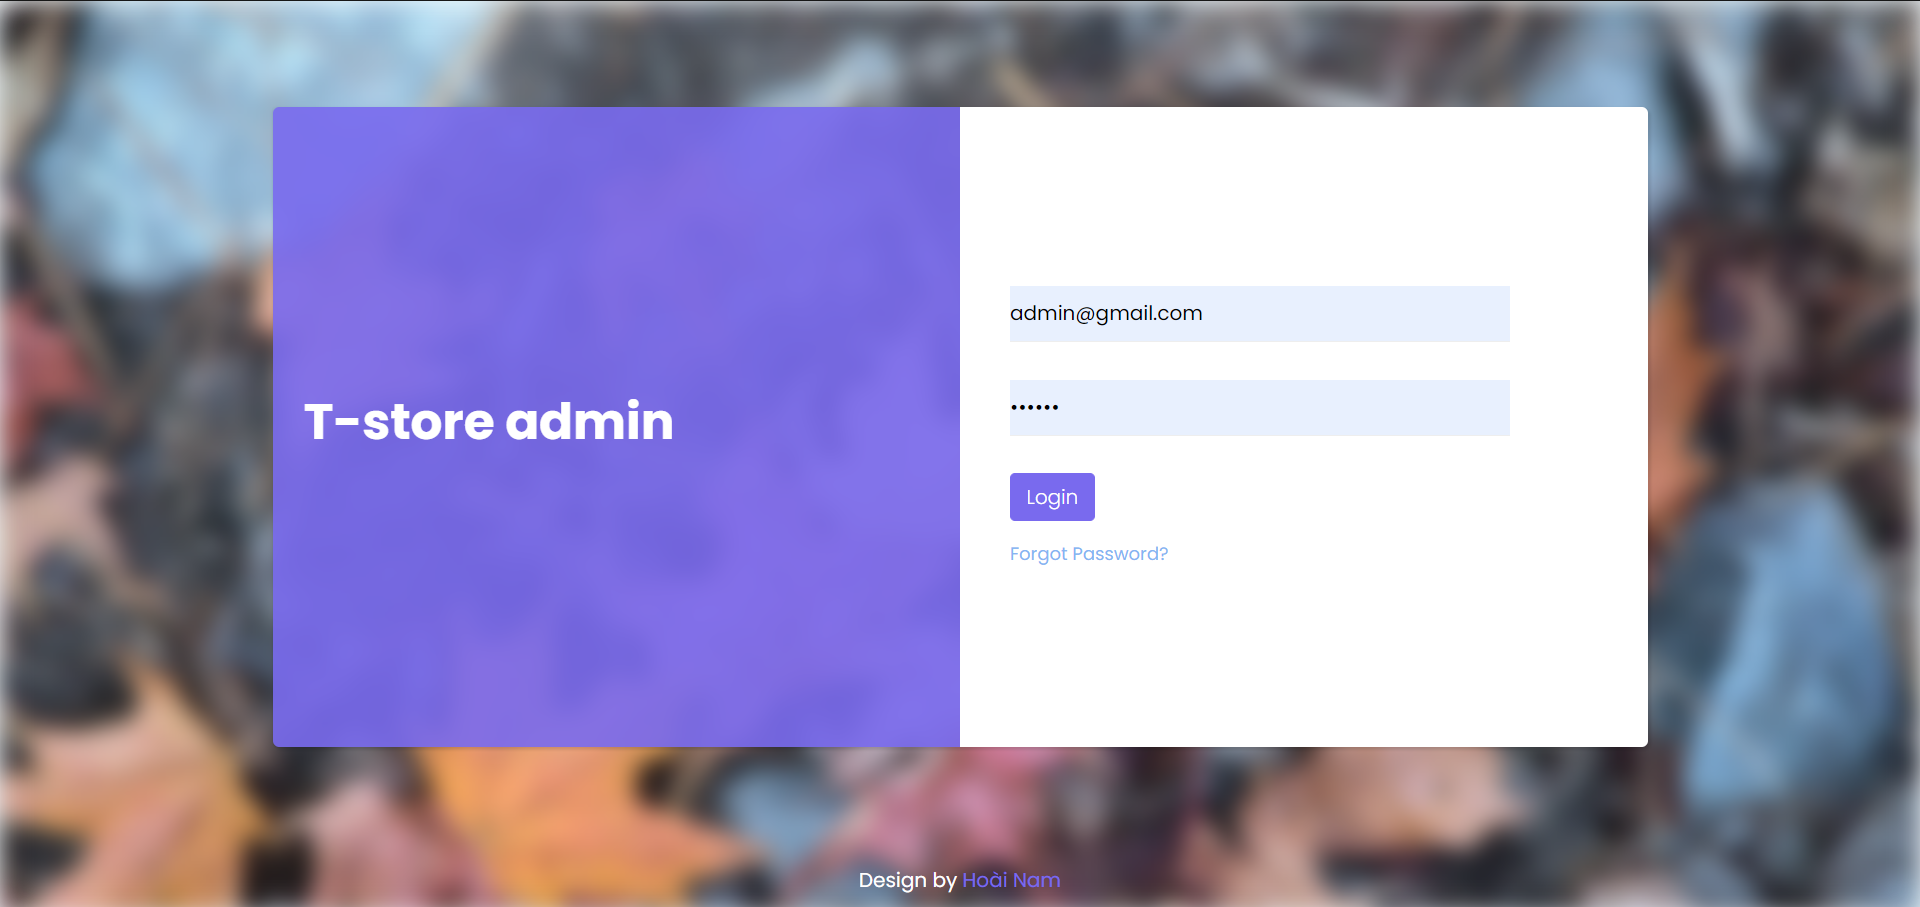 T-store admin
admin@gmail.com
••••••
Login
Forgot Password?
Design by Hoài Nam